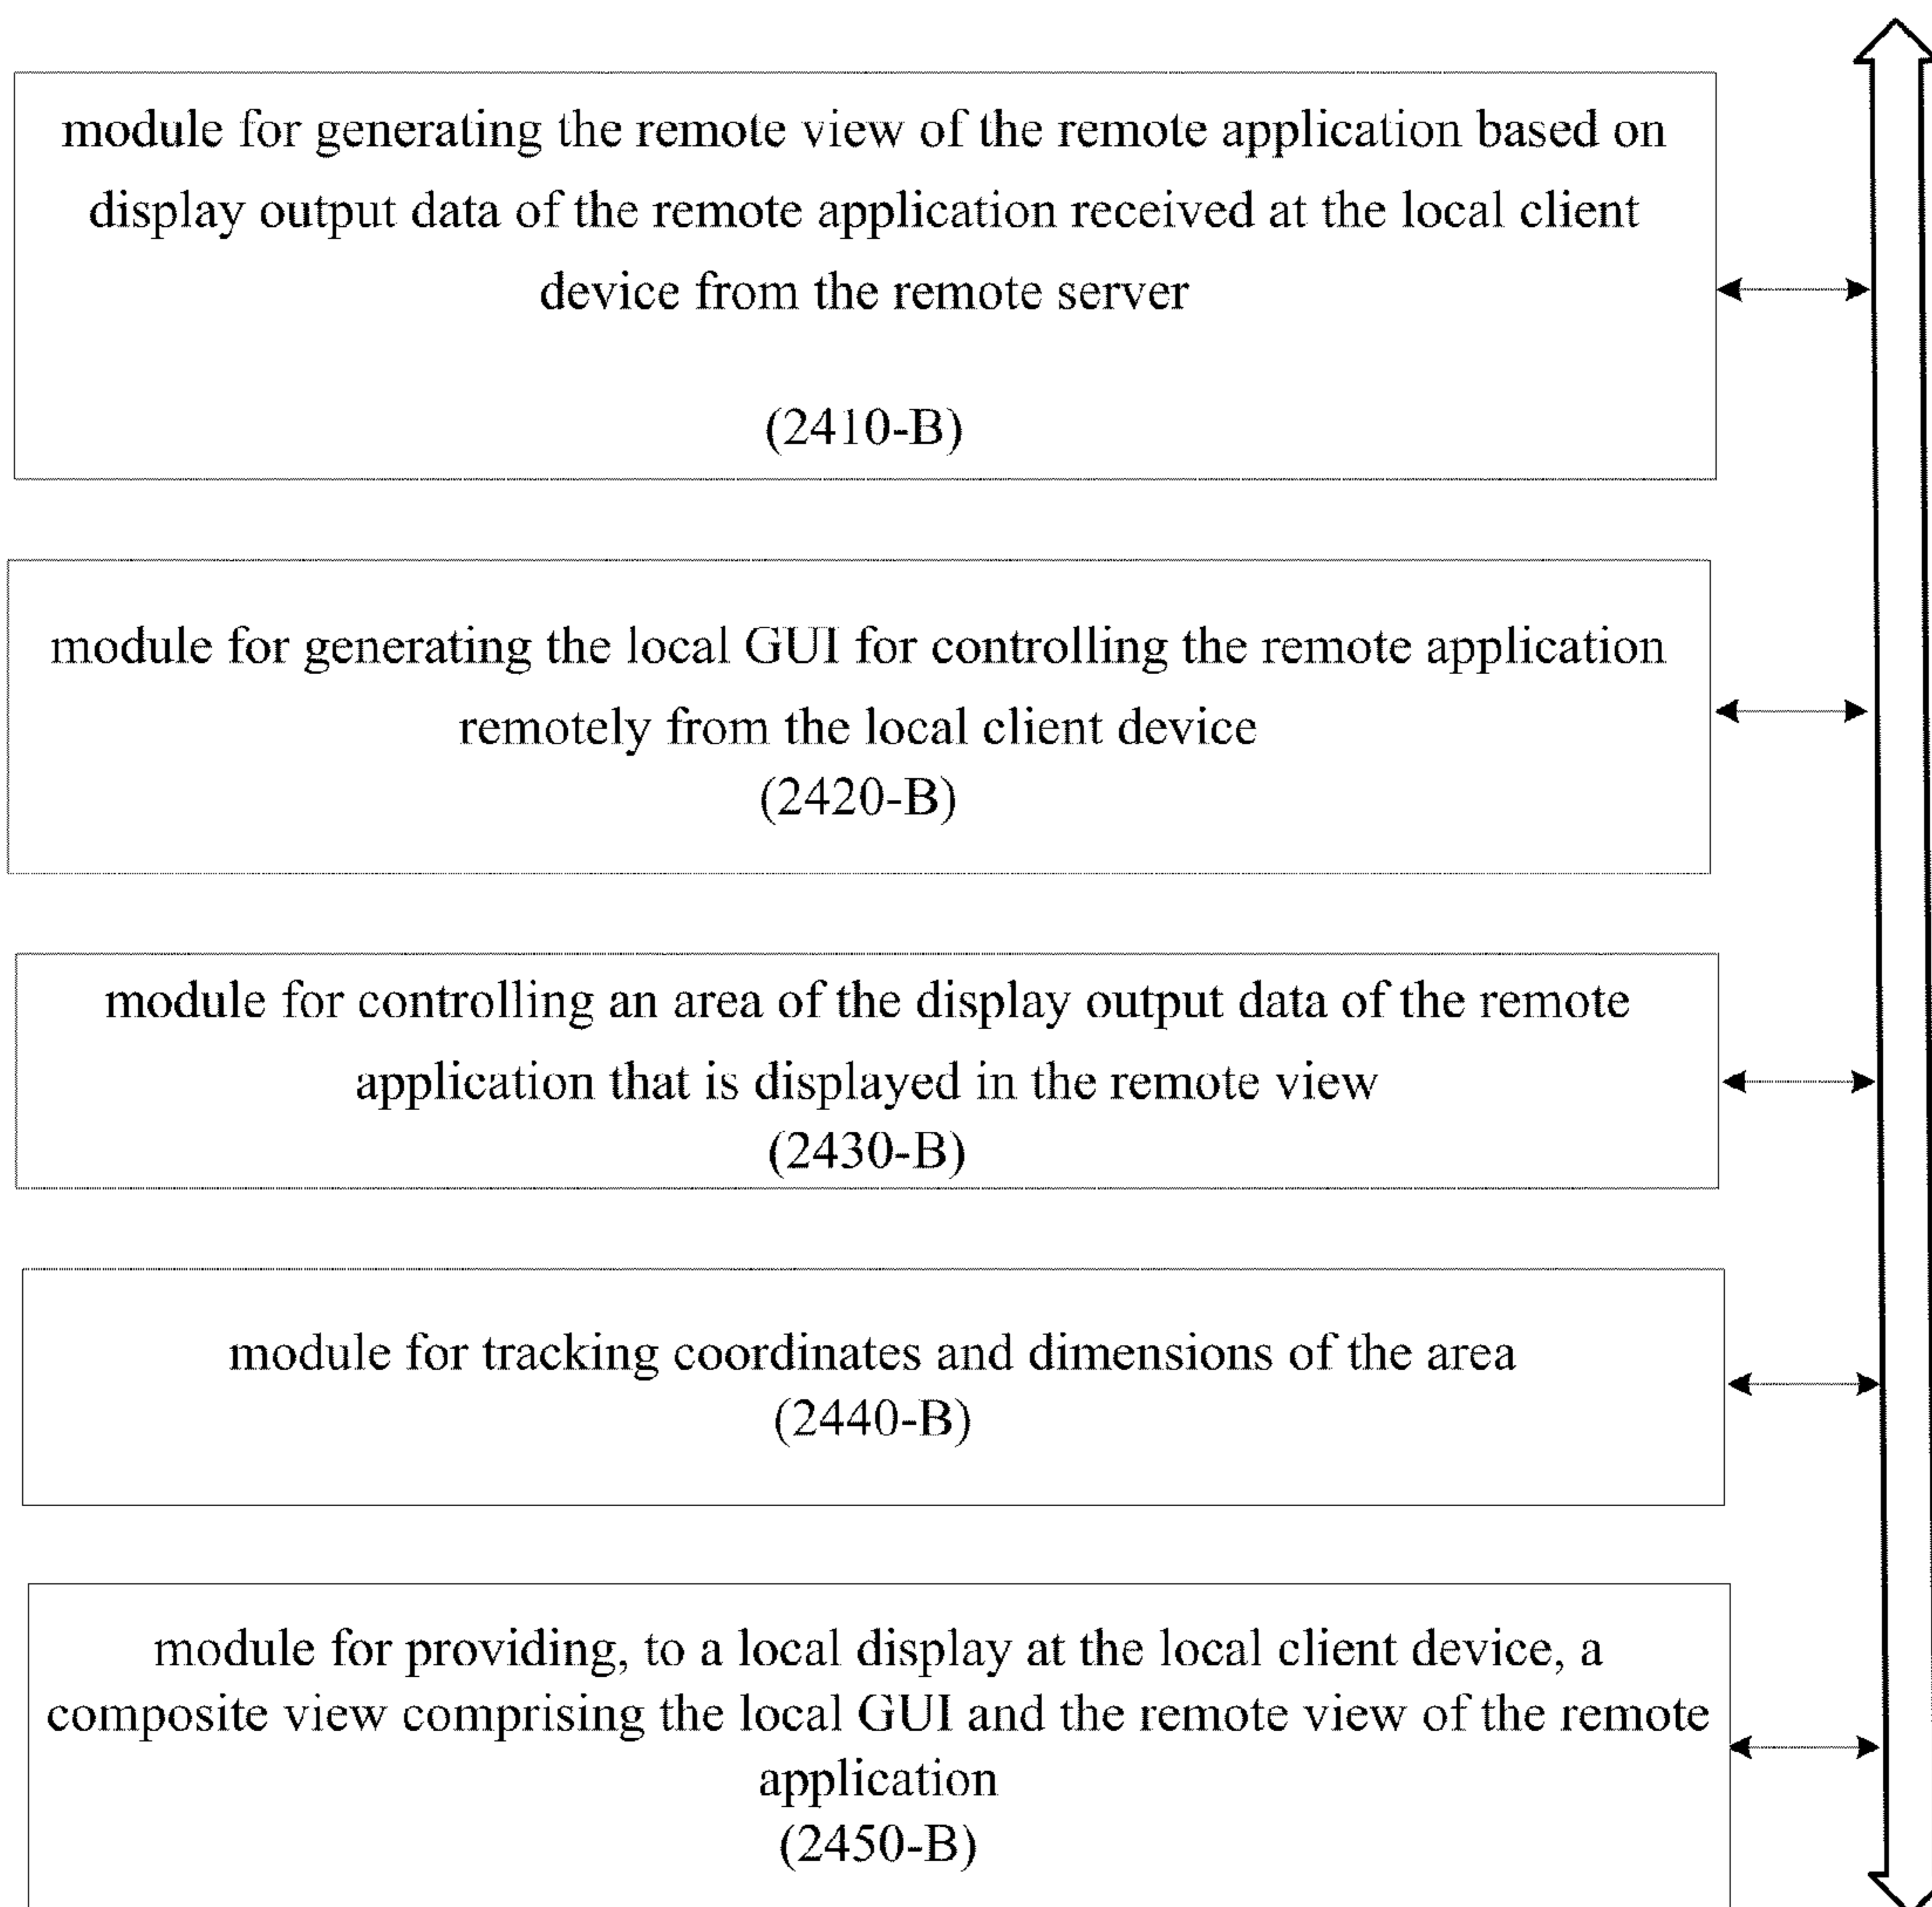 module for generating the remote view of the remote application based on
display output data of the remote application received at the local client
device from the remote server
(2410-B)
module for generating the local GUI for controlling the remote application
remotely from the local client device
(2420-B)
module for controlling an area of the display output data of the remote
application that is displayed in the remote view
(2430-B)
module for tracking coordinates and dimensions of the area
(2440-B)
module for providing, to a local display at the local client device, a
composite view comprising the local GUI and the remote view of the remote
application
(2450-B)